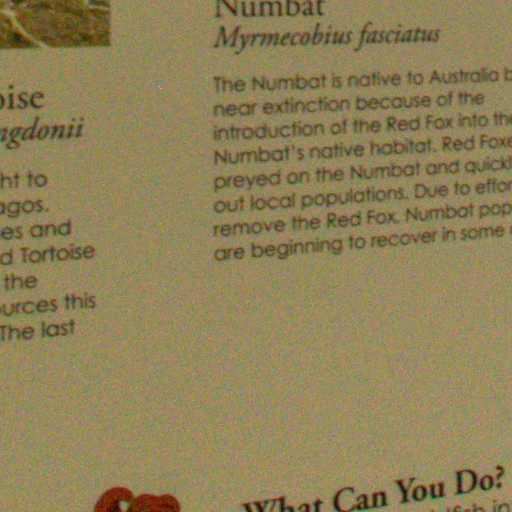 Numbat
Myrmecobius fasciatus
The Numbat is native to Australia b
near extinction because of the
introduction of the Red Fox into the
Numbat's native habitat. Red Foxe
preyed on the Numbat and quickl
out local populations. Due to effor
remove the Red Fox, Numbat pop
are beginning to recover in some
oise
ngdonii
ht to
agos.
es and
d Tortoise
the
ources this
The last
What Can You Do?